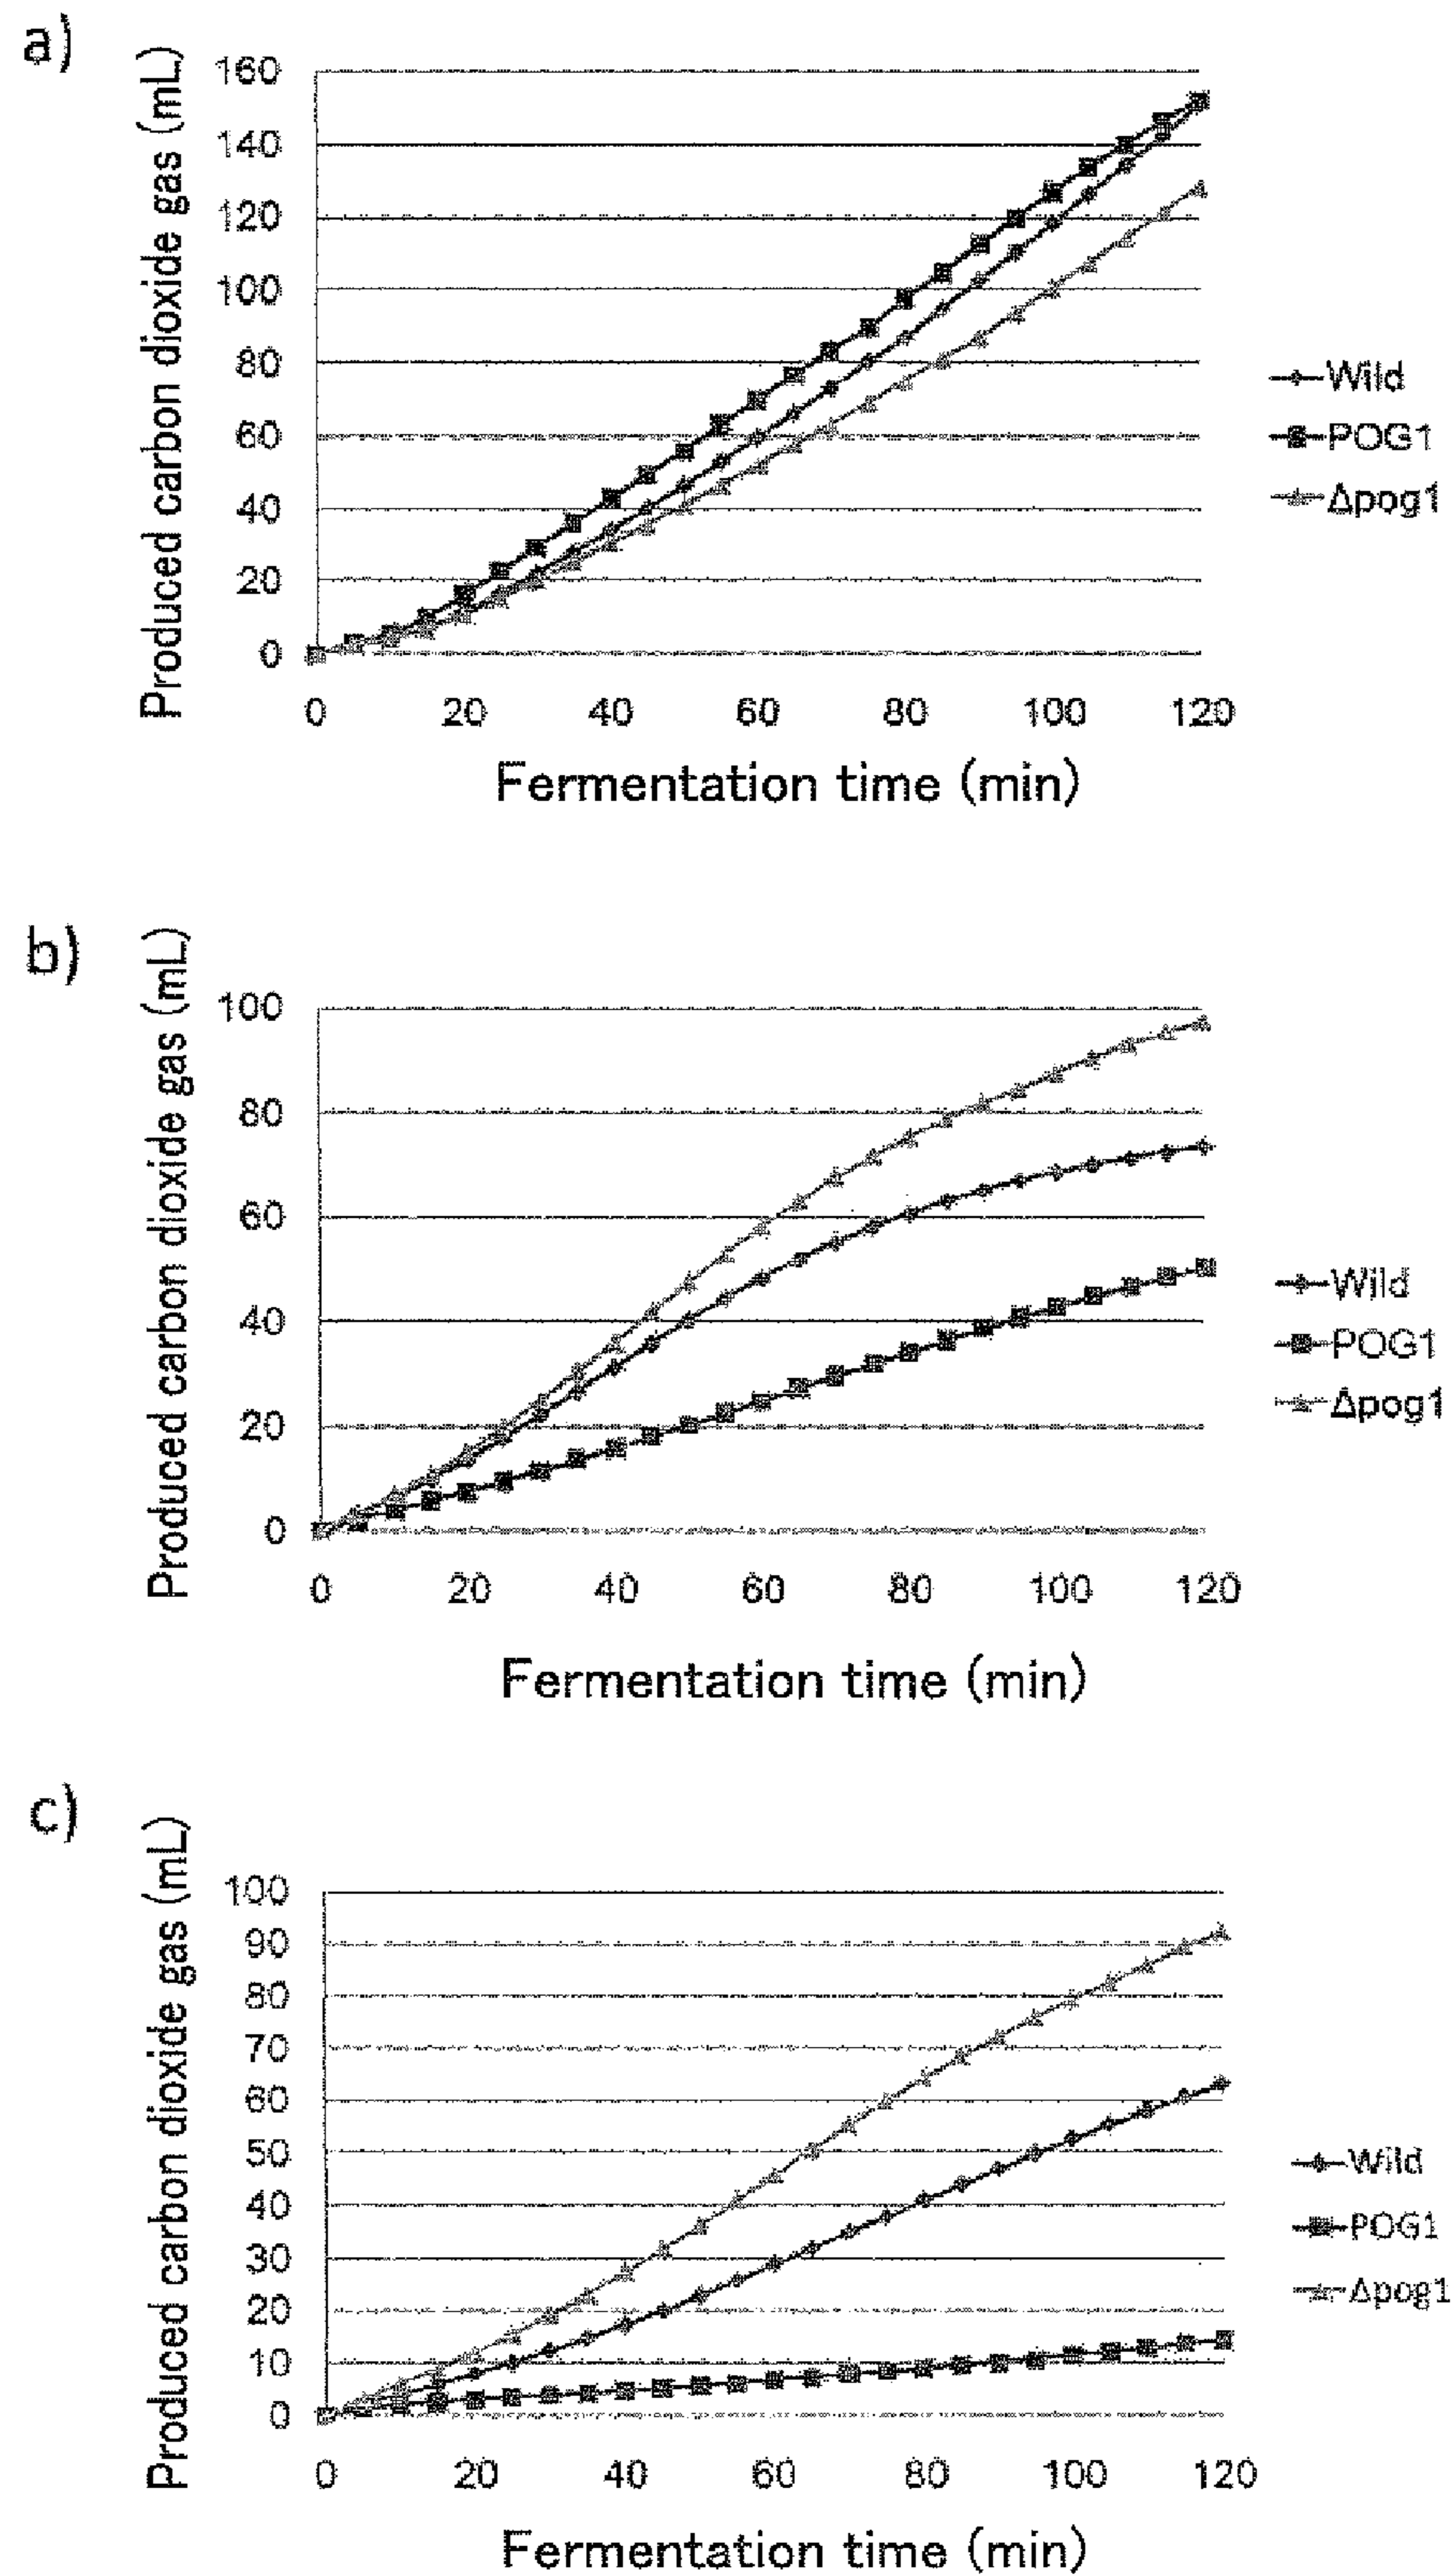 a)
Produced carbon dioxide gas (mL)
160
140
120
100
80
60
40
20
0
0 20 40 60 80 100 120
Fermentation time (min)
Wild
POG1
Δpog1
b)
Produced carbon dioxide gas (mL)
100
80
60
40
20
0
0 20 40 60 80 100 120
Fermentation time (min)
Wild
POG1
Δpog1
c)
Produced carbon dioxide gas (mL)
100
90
80
70
60
50
40
30
20
10
0
0 20 40 60 80 100 120
Fermentation time (min)
Wild
POG1
Δpog1